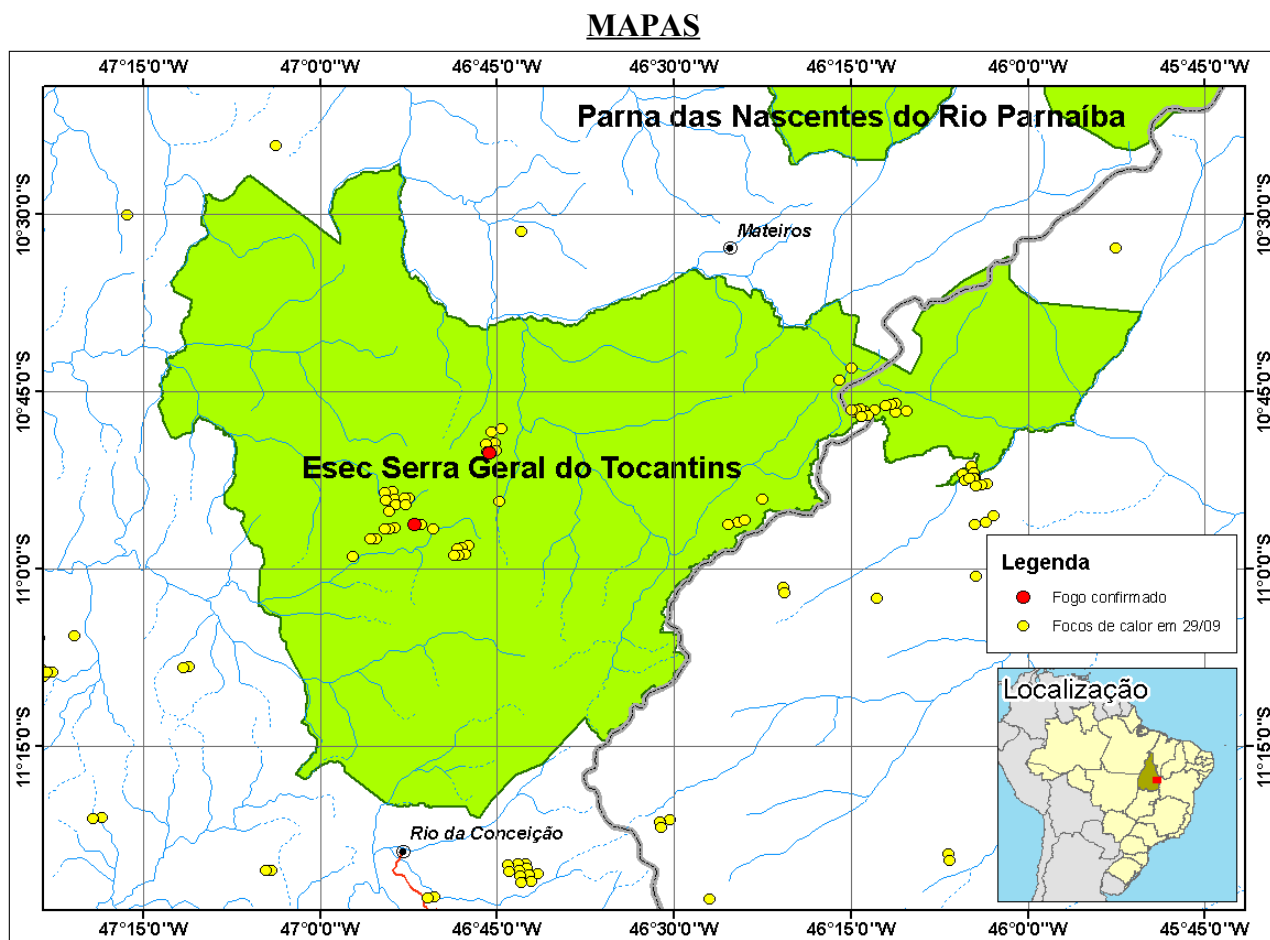 MAPAS
47°15'0"W 47°0'0"W 46°45'0"W 46°30'0"W 46°15'0"W 46°0'0"W 45°45'0"W
Parna das Nascentes do Rio Parnaíba
10°30'0"S 10°30'0"S
Mateiros
10°45'0"S 10°45'0"S
Esec Serra Geral do Tocantins
11°0'0"S 11°0'0"S
Legenda
Fogo confirmado
Focos de calor em 29/09
Localização
11°15'0"S 11°15'0"S
Rio da Conceição
47°15'0"W 47°0'0"W 46°45'0"W 46°30'0"W 46°15'0"W 46°0'0"W 45°45'0"W